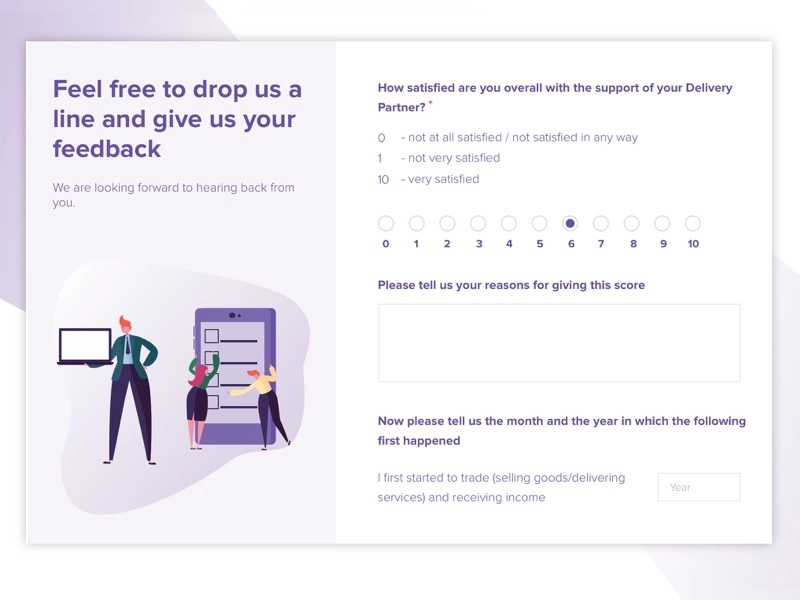 Feel free to drop us a
line and give us your
feedback
We are looking forward to hearing back from
you.
How satisfied are you overall with the support of your Delivery
Partner? *
0 - not at all satisfied / not satisfied in any way
1 - not very satisfied
10 - very satisfied
0 1 2 3 4 5 6 7 8 9 10
Please tell us your reasons for giving this score
Now please tell us the month and the year in which the following
first happened
I first started to trade (selling goods/delivering
services) and receiving income
Year